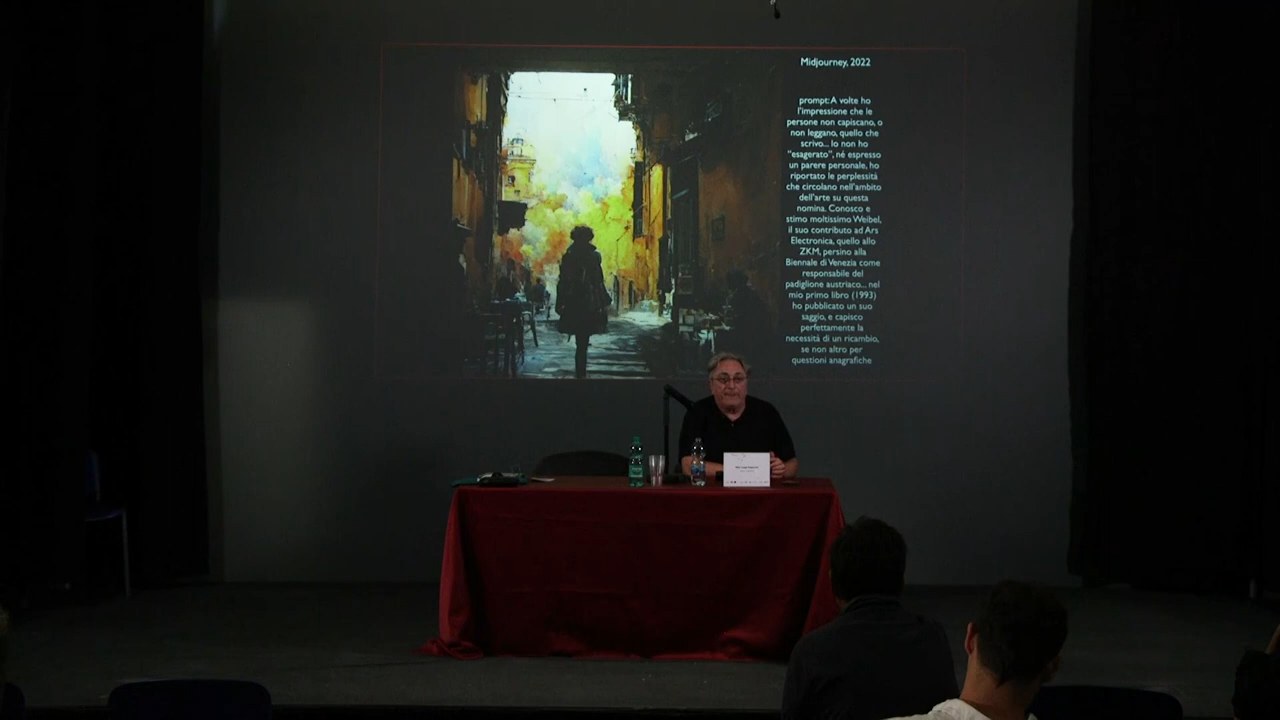 Midjourney, 2022
prompt: A volte ho
l'impressione che le
persone non capiscano, o
non leggano, quello che
scrivo... Io non ho
"esagerato", né espresso
un parere personale, ho
riportato le perplessità
che circolano nell'ambito
dell'arte su questa
nomina. Conosco e
stimo moltissimo Weibel,
il suo contributo ad Ars
Electronica, quello allo
ZKM, persino alla
Biennale di Venezia come
responsabile del
padiglione austriaco... nel
mio primo libro (1993)
ho pubblicato un suo
saggio, e capisco
perfettamente la
necessità di un ricambio,
se non altro per
questioni anagrafiche